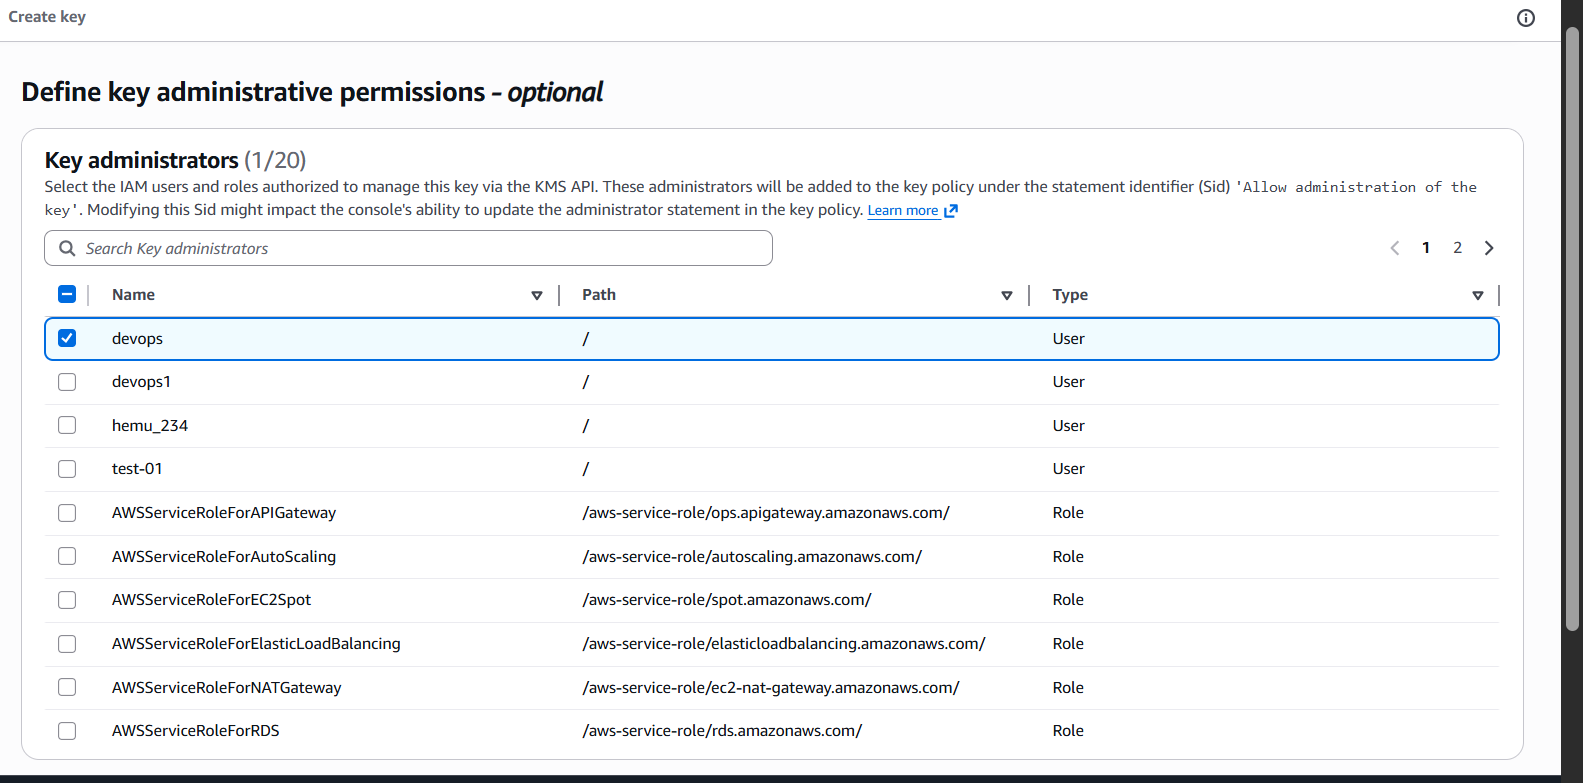 Create key
Define key administrative permissions - optional
Key administrators (1/20)
Select the IAM users and roles authorized to manage this key via the KMS API. These administrators will be added to the key policy under the statement identifier (Sid) 'Allow administration of the
key'. Modifying this Sid might impact the console's ability to update the administrator statement in the key policy. Learn more
Search Key administrators
1 2
Name Path Type
devops / User
devops1 / User
hemu_234 / User
test-01 / User
AWSServiceRoleForAPIGateway /aws-service-role/ops.apigateway.amazonaws.com/ Role
AWSServiceRoleForAutoScaling /aws-service-role/autoscaling.amazonaws.com/ Role
AWSServiceRoleForEC2Spot /aws-service-role/spot.amazonaws.com/ Role
AWSServiceRoleForElasticLoadBalancing /aws-service-role/elasticloadbalancing.amazonaws.com/ Role
AWSServiceRoleForNATGateway /aws-service-role/ec2-nat-gateway.amazonaws.com/ Role
AWSServiceRoleForRDS /aws-service-role/rds.amazonaws.com/ Role